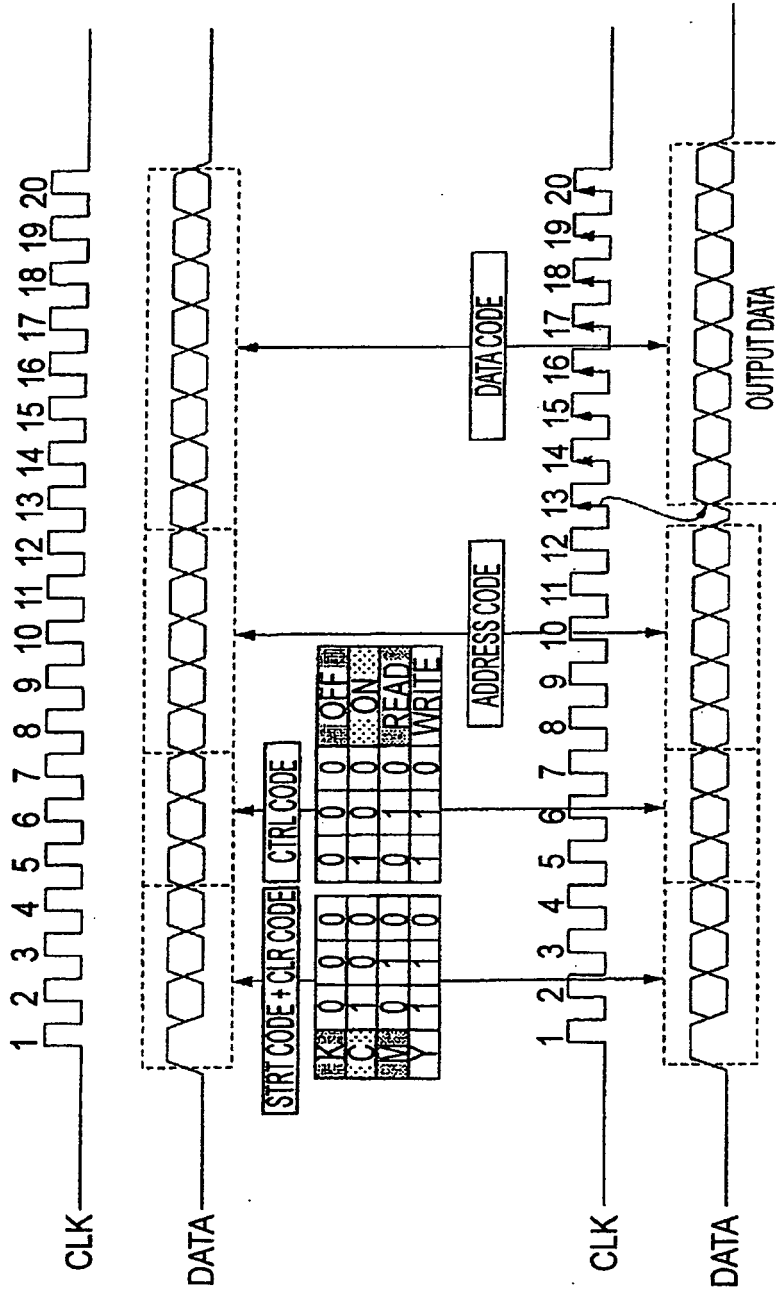 CLK
1 2 3 4 5 6 7 8 9 10 11 12 13 14 15 16 17 18 19 20
DATA
STRT CODE + CLR CODE
K 0 0 0
C 1 0 0
M 0 1 0
Y 1 1 0
CTRL CODE
0 0 0 OFF
1 0 0 ON
0 1 0 READ
1 1 0 WRITE
ADDRESS CODE
DATA CODE
CLK
1 2 3 4 5 6 7 8 9 10 11 12 13 14 15 16 17 18 19 20
DATA
OUTPUT DATA